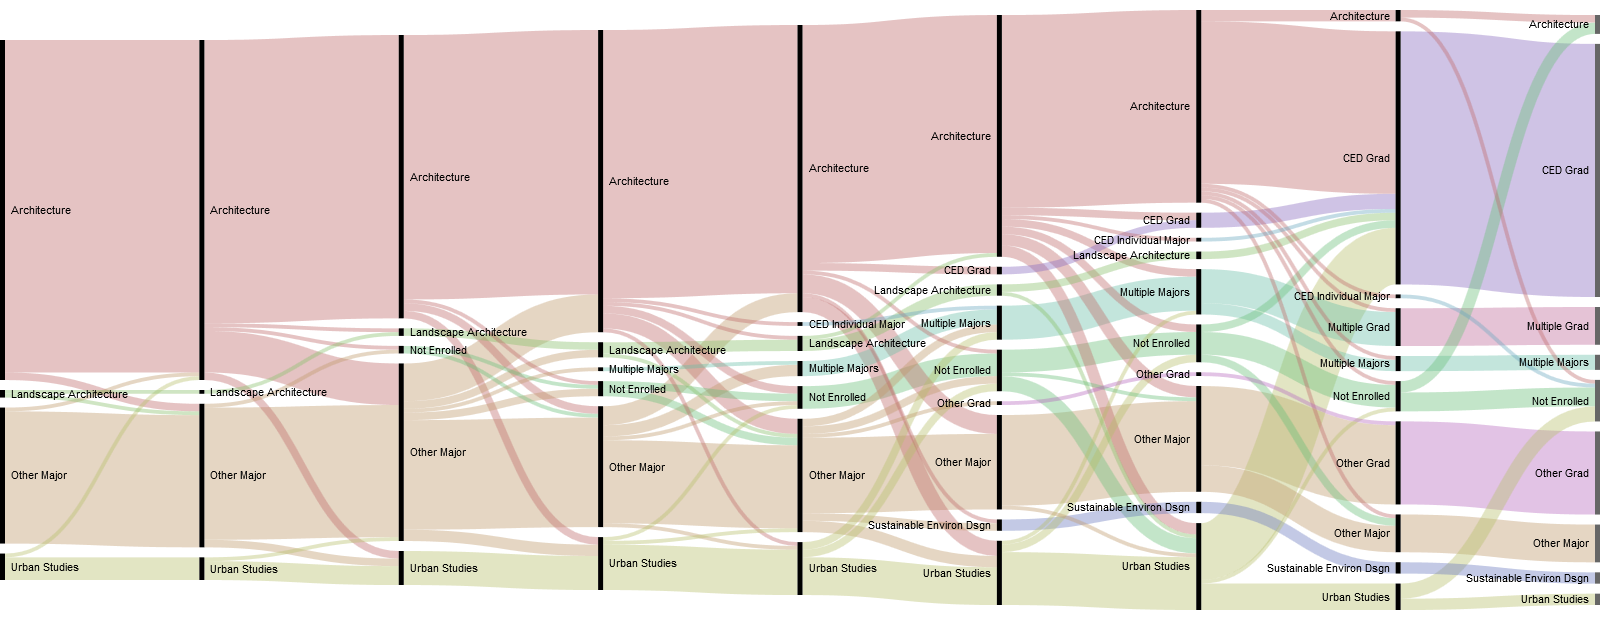 Architecture
Landscape Architecture
Other Major
Urban Studies
Architecture
Landscape Architecture
Other Major
Urban Studies
Architecture
Landscape Architecture
Not Enrolled
Other Major
Urban Studies
Architecture
Landscape Architecture
Multiple Majors
Not Enrolled
Other Major
Urban Studies
Architecture
CED Individual Major
Landscape Architecture
Multiple Majors
Not Enrolled
Other Major
Urban Studies
Architecture
CED Grad
Landscape Architecture
Multiple Majors
Not Enrolled
Other Grad
Other Major
Sustainable Environ Dsgn
Urban Studies
Architecture
CED Grad
CED Individual Major
Landscape Architecture
Multiple Majors
Not Enrolled
Other Grad
Other Major
Sustainable Environ Dsgn
Urban Studies
Architecture
CED Grad
CED Individual Major
Multiple Grad
Multiple Majors
Not Enrolled
Other Grad
Other Major
Sustainable Environ Dsgn
Urban Studies
Architecture
CED Grad
Multiple Grad
Multiple Majors
Not Enrolled
Other Grad
Other Major
Sustainable Environ Dsgn
Urban Studies